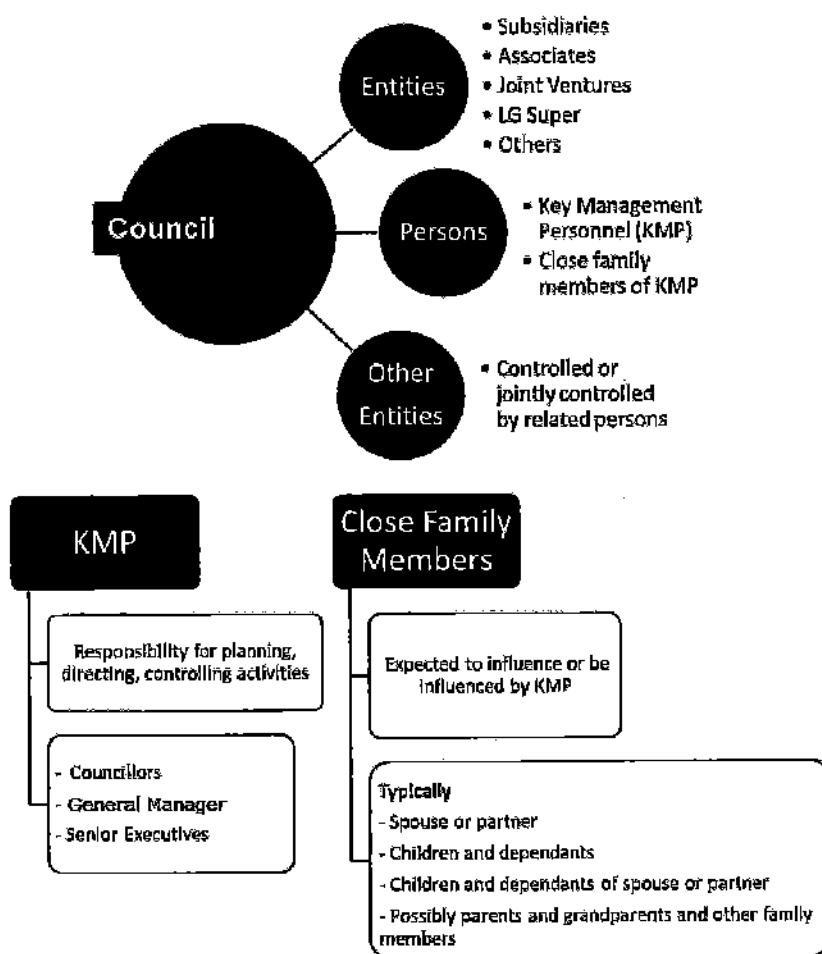 Council
Entities
• Subsidiaries
• Associates
• Joint Ventures
• LG Super
• Others
Persons
• Key Management
Personnel (KMP)
• Close family
members of KMP
Other
Entities
• Controlled or
jointly controlled
by related persons
KMP
Responsibility for planning,
directing, controlling activities
- Councillors
- General Manager
- Senior Executives
Close Family
Members
Expected to influence or be
influenced by KMP
Typically
- Spouse or partner
- Children and dependants
- Children and dependants of spouse or partner
- Possibly parents and grandparents and other family
members